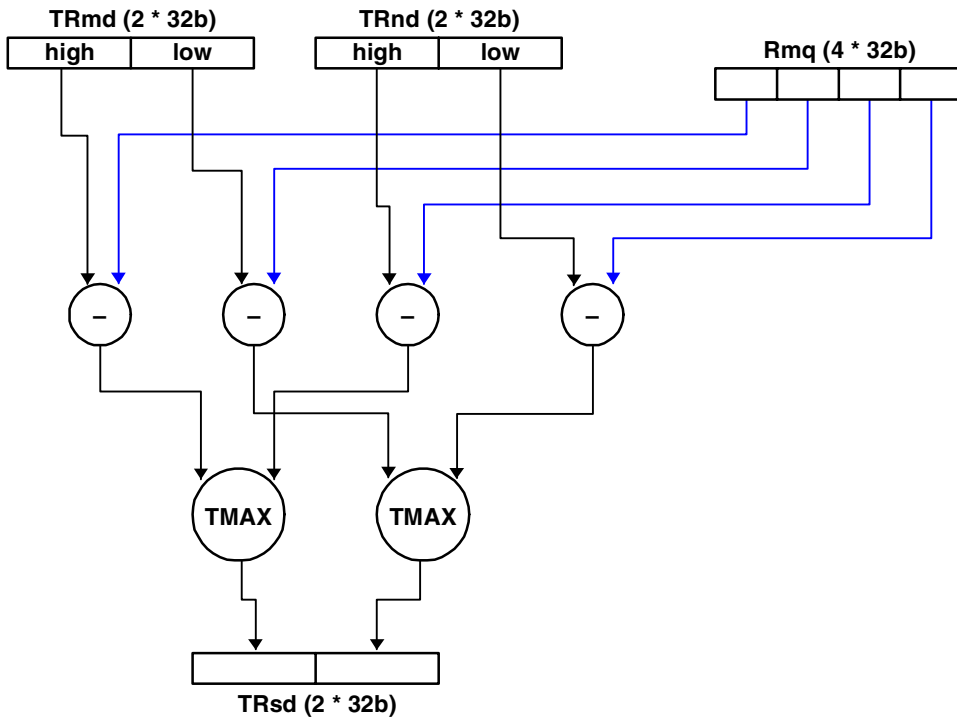 TRmd (2 * 32b)
TRnd (2 * 32b)
Rmq (4 * 32b)
high
low
high
low
–
–
–
–
TMAX
TMAX
TRsd (2 * 32b)